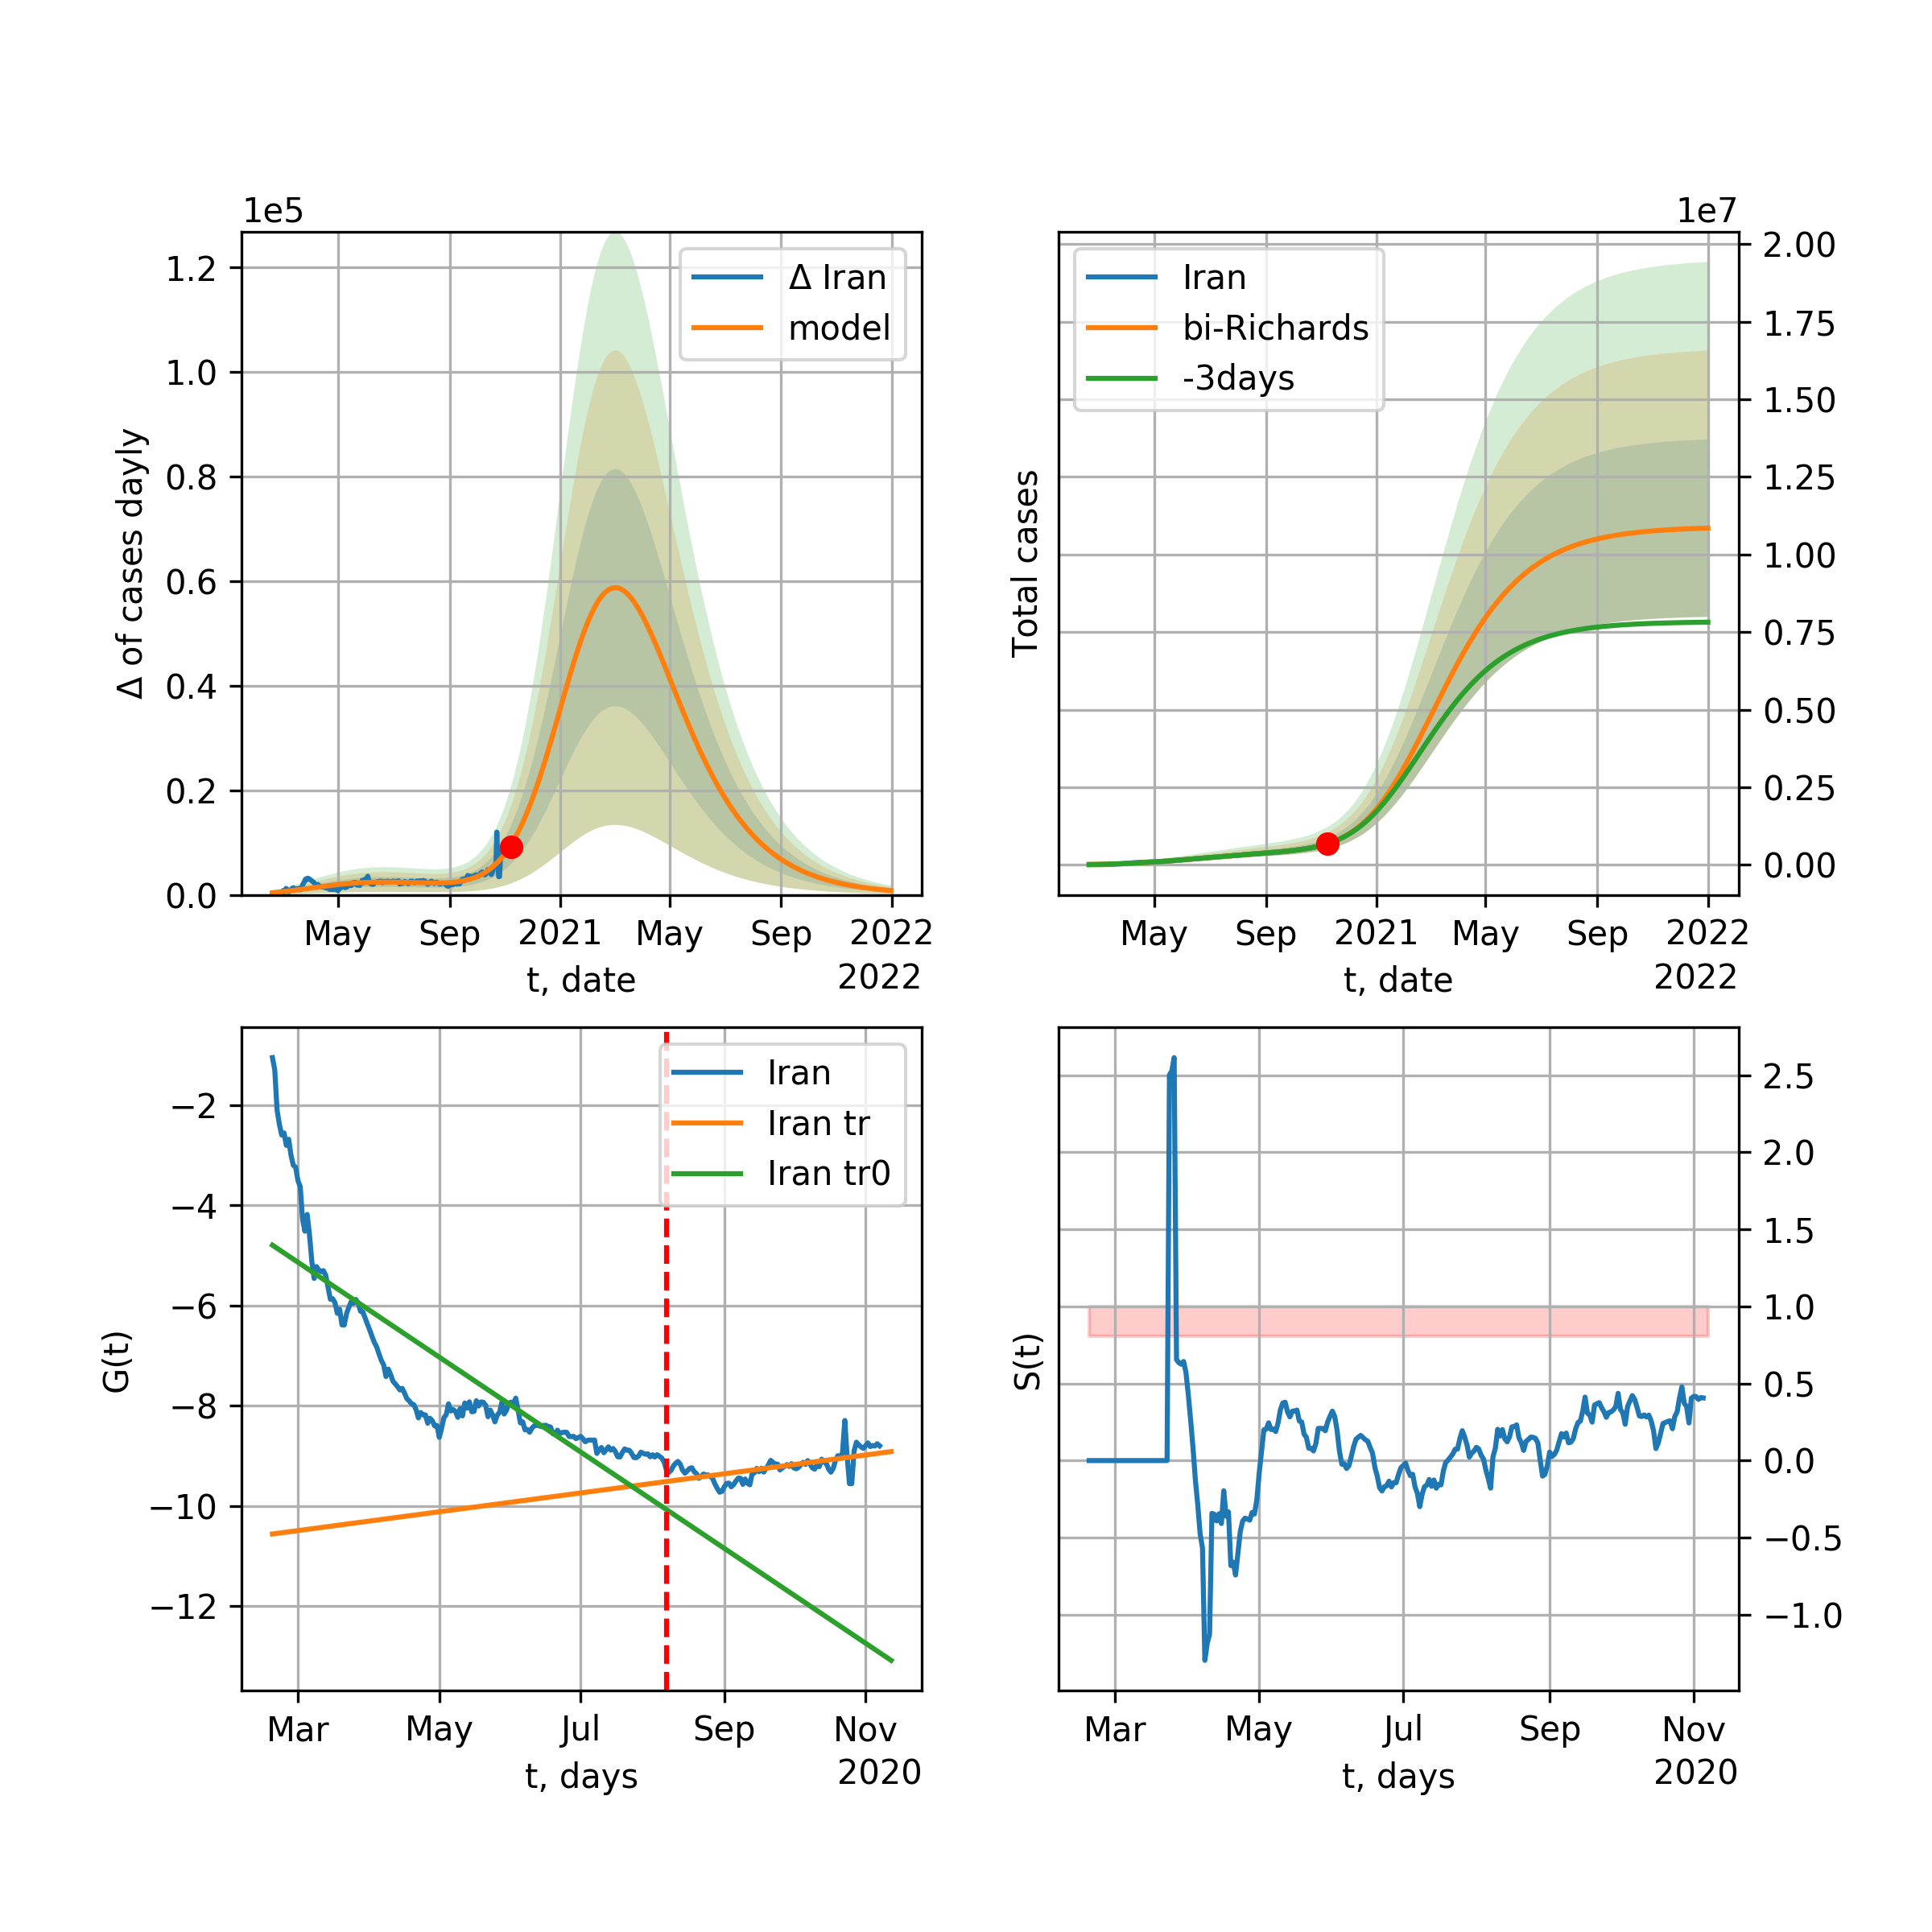 1e5
Δ of cases dayly
1.2
1.0
0.8
0.6
0.4
0.2
0.0
Δ Iran
model
May Sep 2021 May Sep 2022
t, date 2022
1e7
Total cases
Iran
bi-Richards
-3days
2.00
1.75
1.50
1.25
1.00
0.75
0.50
0.25
0.00
May Sep 2021 May Sep 2022
t, date 2022
G(t)
−2
−4
−6
−8
−10
−12
Iran
Iran tr
Iran tr0
Mar May Jul Sep Nov
t, days 2020
S(t)
2.5
2.0
1.5
1.0
0.5
0.0
−0.5
−1.0
Mar May Jul Sep Nov
t, days 2020